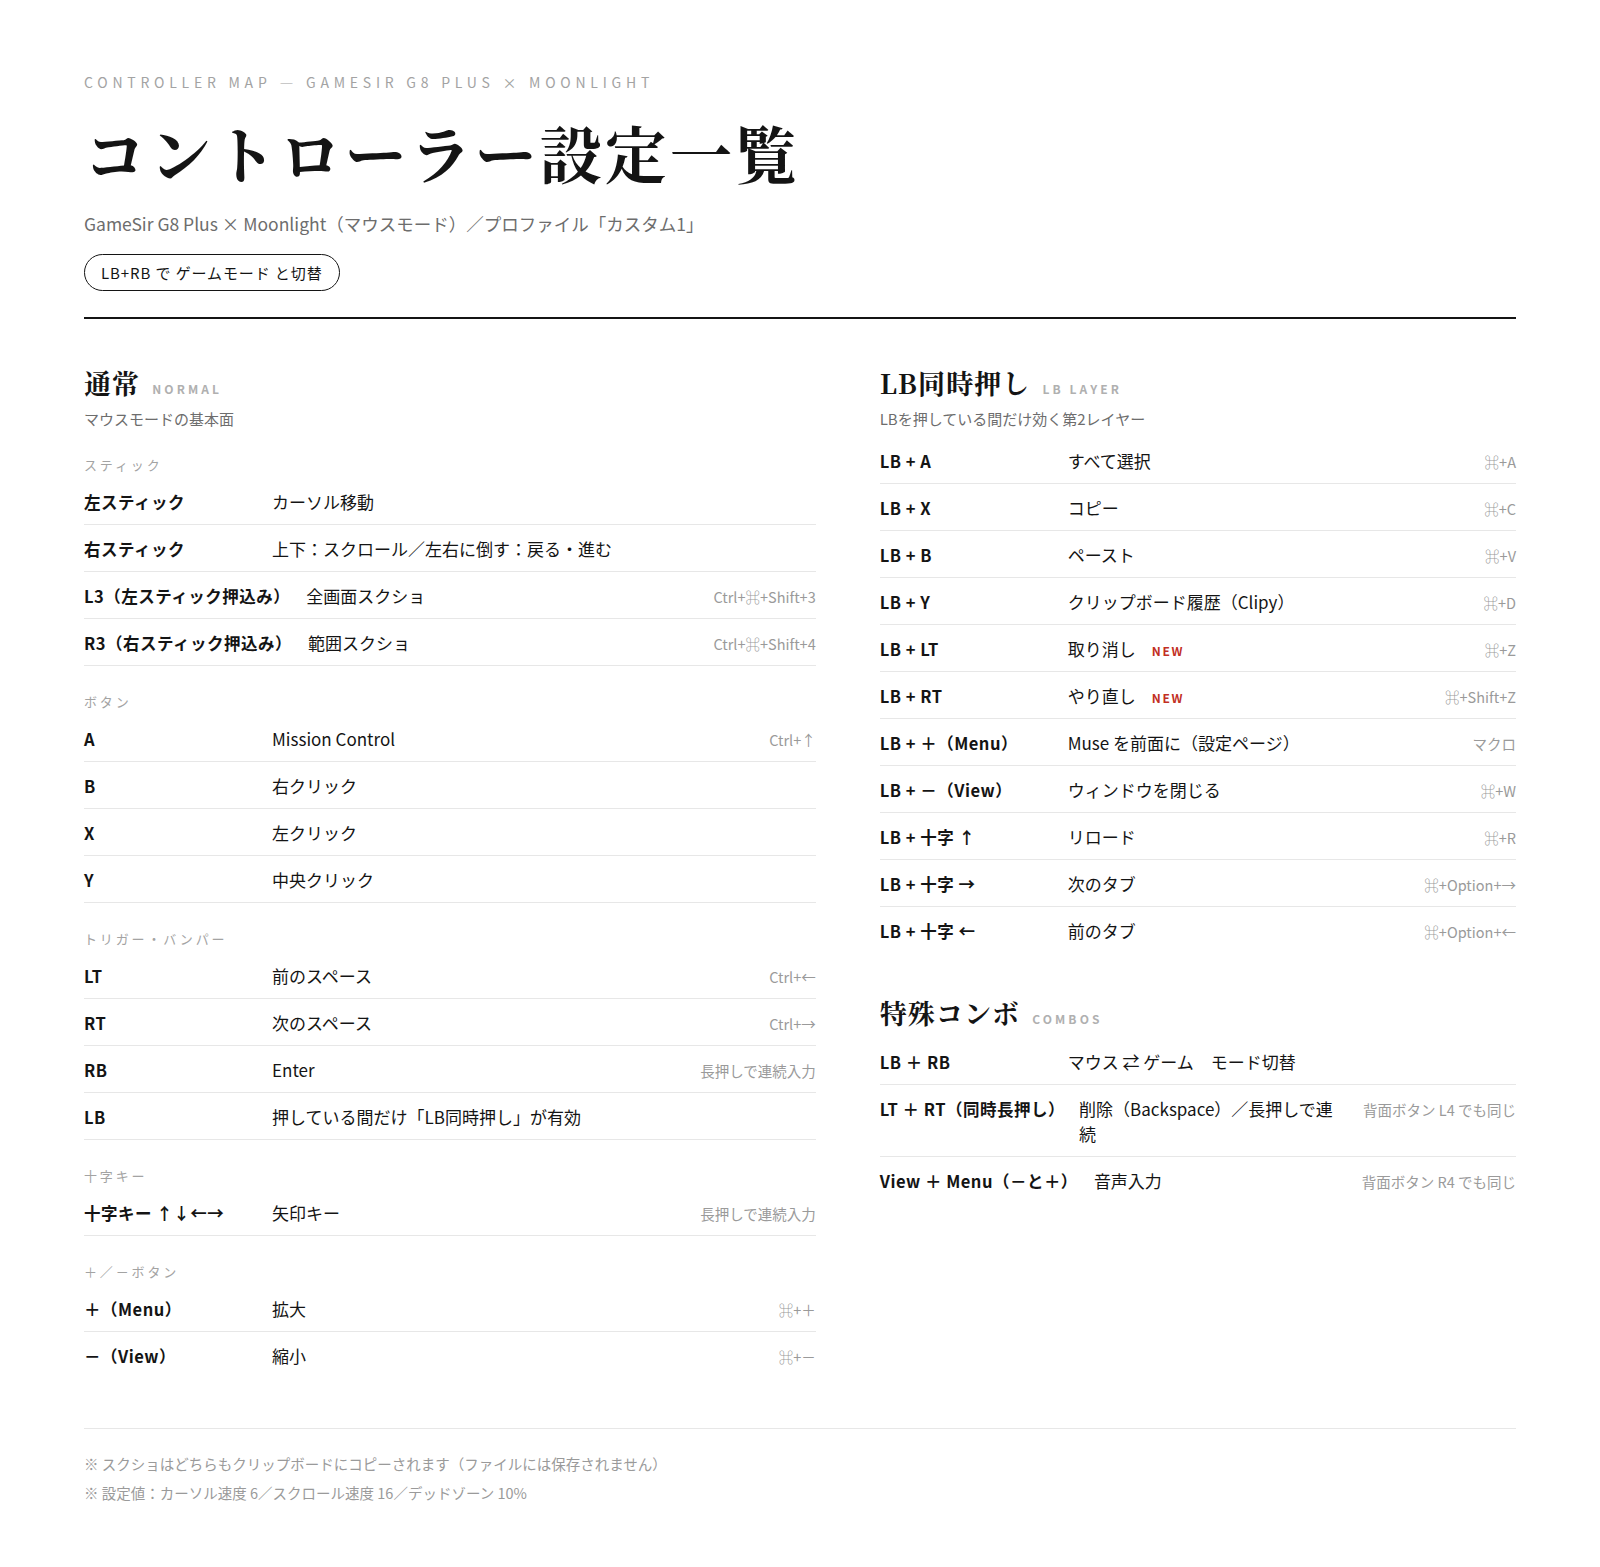 CONTROLLER MAP — GAMESIR G8 PLUS × MOONLIGHT
コントローラー設定一覧
GameSir G8 Plus × Moonlight（マウスモード）／プロファイル「カスタム1」
LB+RB で ゲームモード と切替
通常 NORMAL
マウスモードの基本面
スティック
左スティック カーソル移動
右スティック 上下：スクロール／左右に倒す：戻る・進む
L3（左スティック押込み） 全画面スクショ Ctrl+⌘+Shift+3
R3（右スティック押込み） 範囲スクショ Ctrl+⌘+Shift+4
ボタン
A Mission Control Ctrl+↑
B 右クリック
X 左クリック
Y 中央クリック
トリガー・バンパー
LT 前のスペース Ctrl+←
RT 次のスペース Ctrl+→
RB Enter 長押しで連続入力
LB 押している間だけ「LB同時押し」が有効
十字キー
十字キー ↑↓←→ 矢印キー 長押しで連続入力
＋／－ボタン
＋（Menu） 拡大 ⌘+＋
－（View） 縮小 ⌘+－
LB同時押し LB LAYER
LBを押している間だけ効く第2レイヤー
LB + A すべて選択 ⌘+A
LB + X コピー ⌘+C
LB + B ペースト ⌘+V
LB + Y クリップボード履歴（Clipy） ⌘+D
LB + LT 取り消し NEW ⌘+Z
LB + RT やり直し NEW ⌘+Shift+Z
LB + ＋（Menu） Muse を前面に（設定ページ） マクロ
LB + －（View） ウィンドウを閉じる ⌘+W
LB + 十字 ↑ リロード ⌘+R
LB + 十字 → 次のタブ ⌘+Option+→
LB + 十字 ← 前のタブ ⌘+Option+←
特殊コンボ COMBOS
LB ＋ RB マウス ⇄ ゲーム　モード切替
LT ＋ RT（同時長押し） 削除（Backspace）／長押しで連 背面ボタン L4 でも同じ
続
View ＋ Menu（－と＋） 音声入力 背面ボタン R4 でも同じ
※ スクショはどちらもクリップボードにコピーされます（ファイルには保存されません）
※ 設定値：カーソル速度 6／スクロール速度 16／デッドゾーン 10%